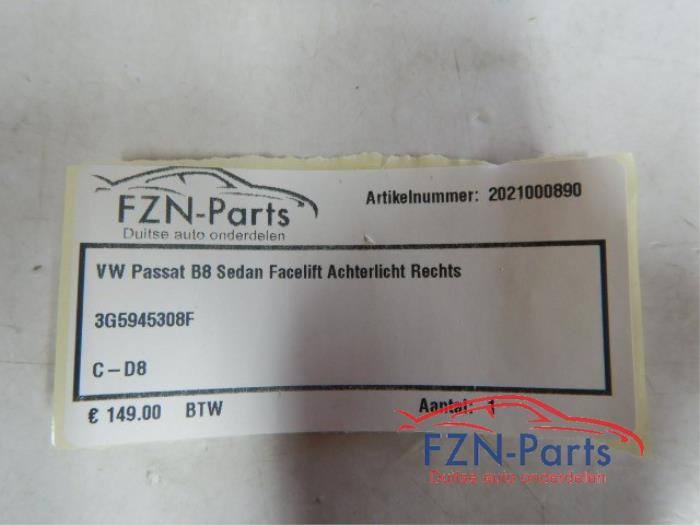 FZN-Parts
Duitse auto onderdelen
Artikelnummer: 2021000890
VW Passat B8 Sedan Facelift Achterlicht Rechts
3G5945308F
C-D8
€ 149.00 BTW
Aantal: 1
FZN-Parts
Duitse auto onderdelen